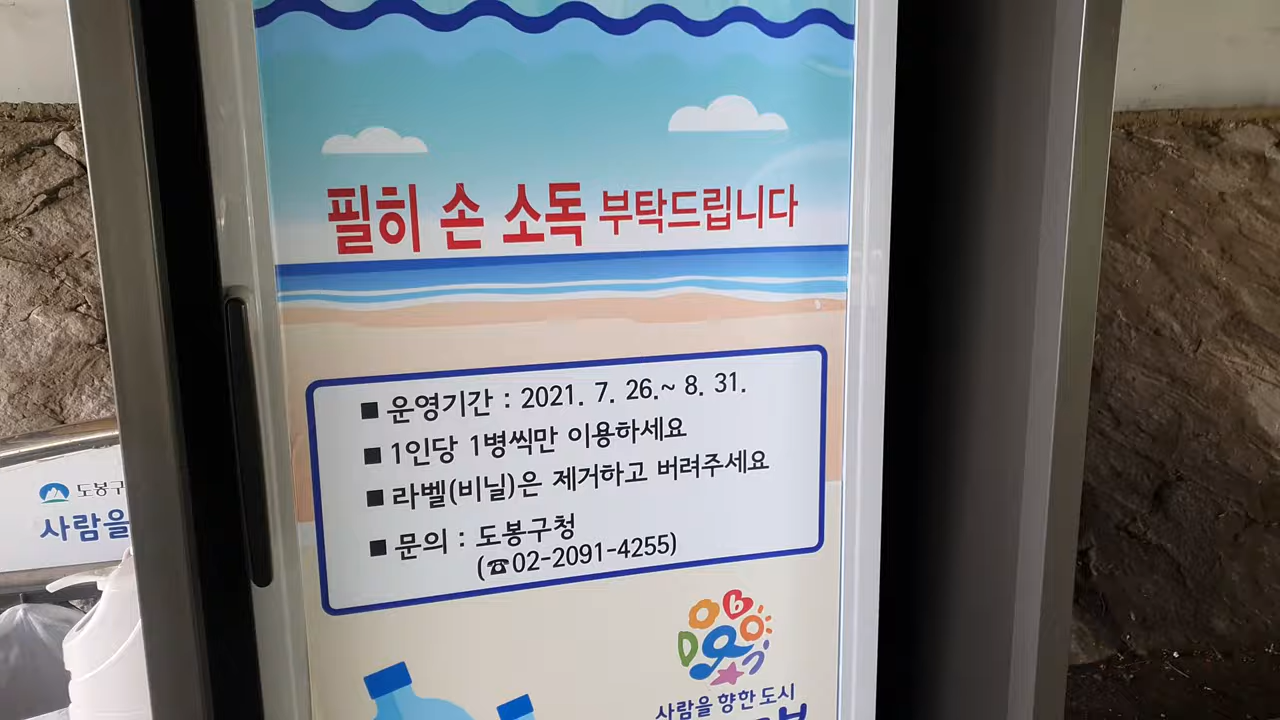 필히 손 소독 부탁드립니다
■ 운영기간 : 2021. 7. 26.~ 8. 31.
■ 1인당 1병씩만 이용하세요
■ 라벨(비닐)은 제거하고 버려주세요
■ 문의 : 도봉구청
(☎02-2091-4255)
사람을 향한 도시
도봉구
사람을